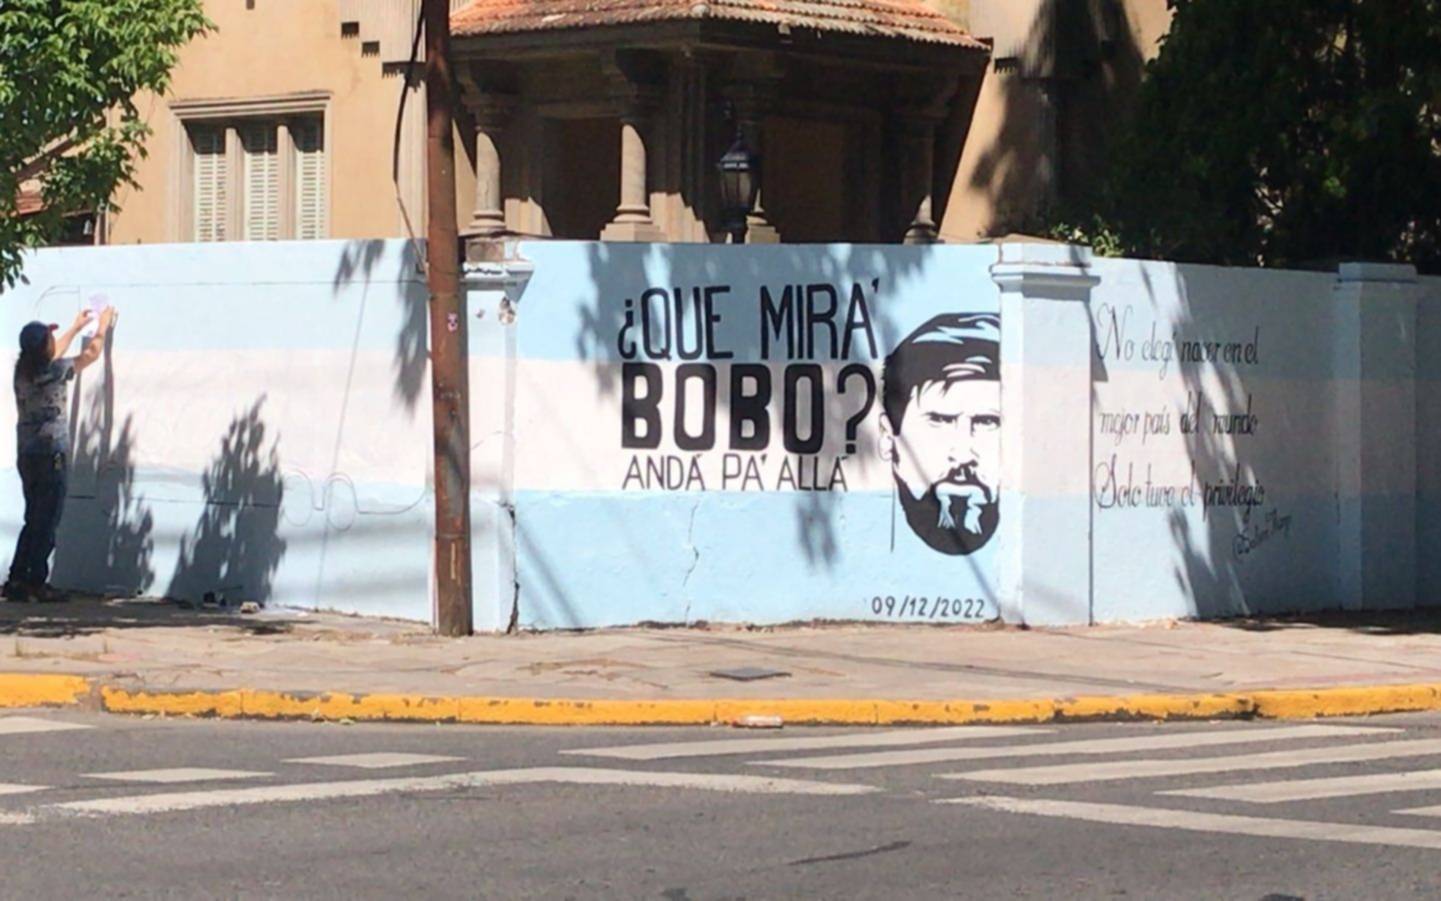 ¿QUE MIRA'
BOBO?
ANDÁ PA' ALLÁ
09/12/2022
No elegí nacer en el
mejor país del mundo
Solo tuve el privilegio